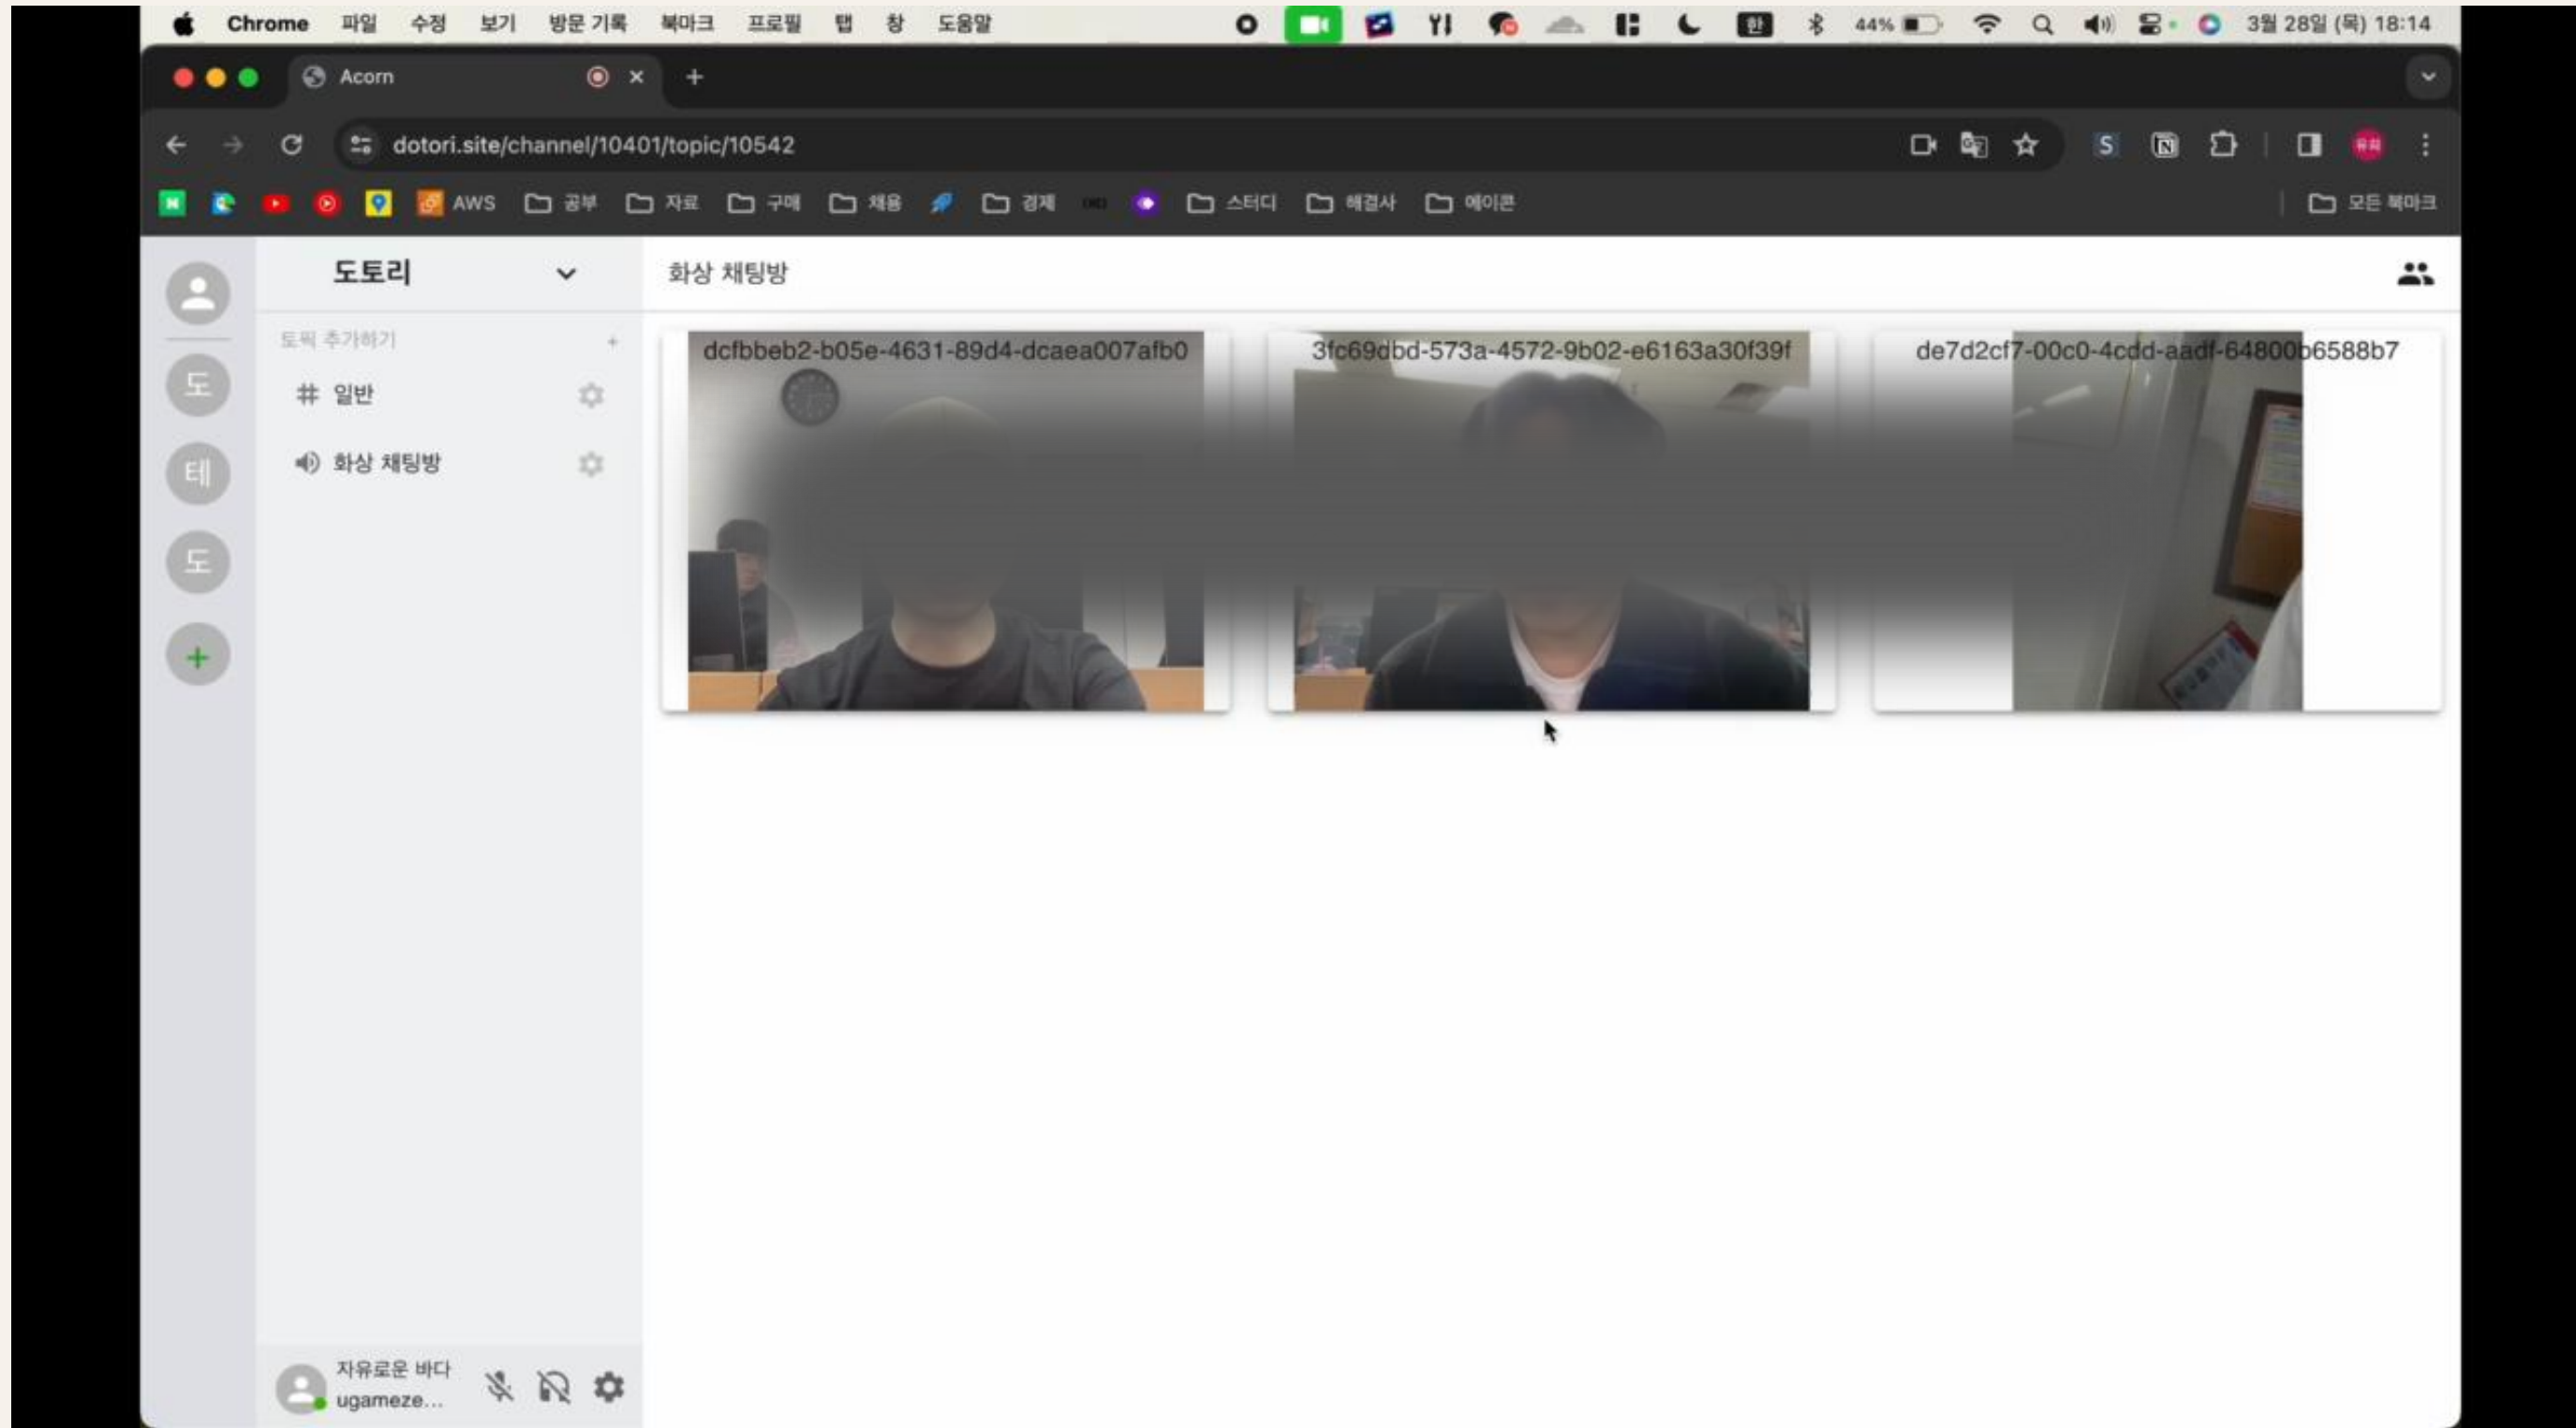 Chrome 파일 수정 보기 방문 기록 북마크 프로필 탭 창 도움말 한 44% 3월 28일 (목) 18:14
Acorn
dotori.site/channel/10401/topic/10542
AWS 공부 자료 구매 채용 경제 스터디 해결사 에이콘 모든 북마크
도토리
화상 채팅방
토픽 추가하기 +
도
# 일반
테
화상 채팅방
도
+
dcfbbeb2-b05e-4631-89d4-dcaea007afb0
3fc69dbd-573a-4572-9b02-e6163a30f39f
de7d2cf7-00c0-4cdd-aadf-64800b6588b7
자유로운 바다
ugameze...